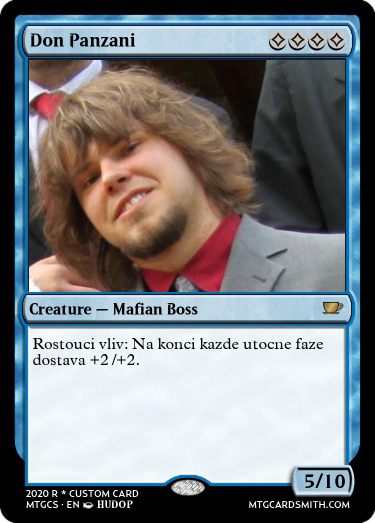 Don Panzani
Creature — Mafian Boss
Rostouci vliv: Na konci kazde utocne faze
dostava +2/+2.
5/10
2020 R * CUSTOM CARD
MTGCS · EN HUDOP
MTGCARDSMITH.COM